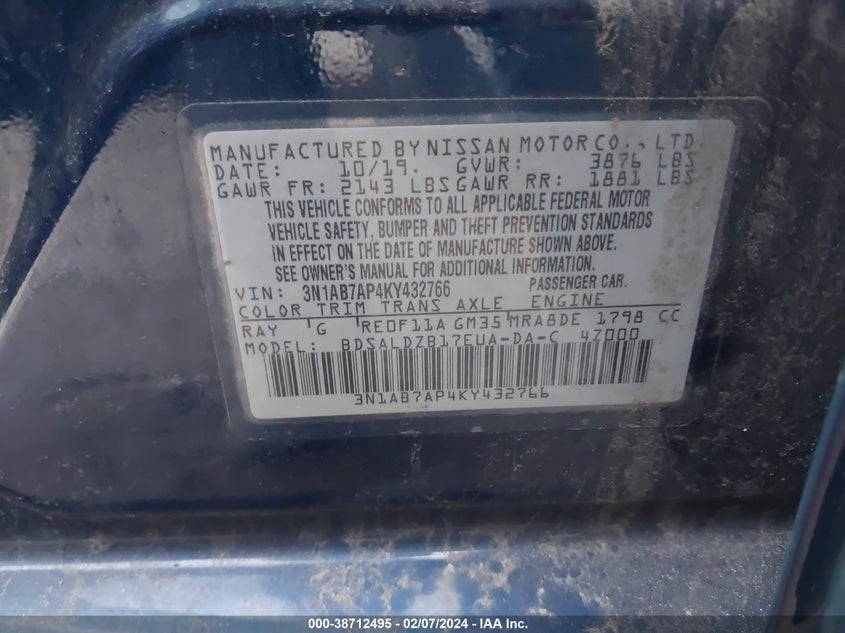 MANUFACTURED BY NISSAN MOTOR CO., LTD.
DATE: 10/19. GVWR: 3876 LBS
GAWR FR: 2143 LBS GAWR RR: 1881 LBS
THIS VEHICLE CONFORMS TO ALL APPLICABLE FEDERAL MOTOR
VEHICLE SAFETY, BUMPER AND THEFT PREVENTION STANDARDS
IN EFFECT ON THE DATE OF MANUFACTURE SHOWN ABOVE.
SEE OWNER'S MANUAL FOR ADDITIONAL INFORMATION.
VIN: 3N1AB7AP4KY432766 PASSENGER CAR.
COLOR TRIM TRANS AXLE ENGINE
RAY G RE0F11A GM35 MRA8DE 1798 CC
MODEL: BDSALDZB17EUA-DA-C 4Z000
3N1AB7AP4KY432766
000-38712495 - 02/07/2024 - IAA Inc.